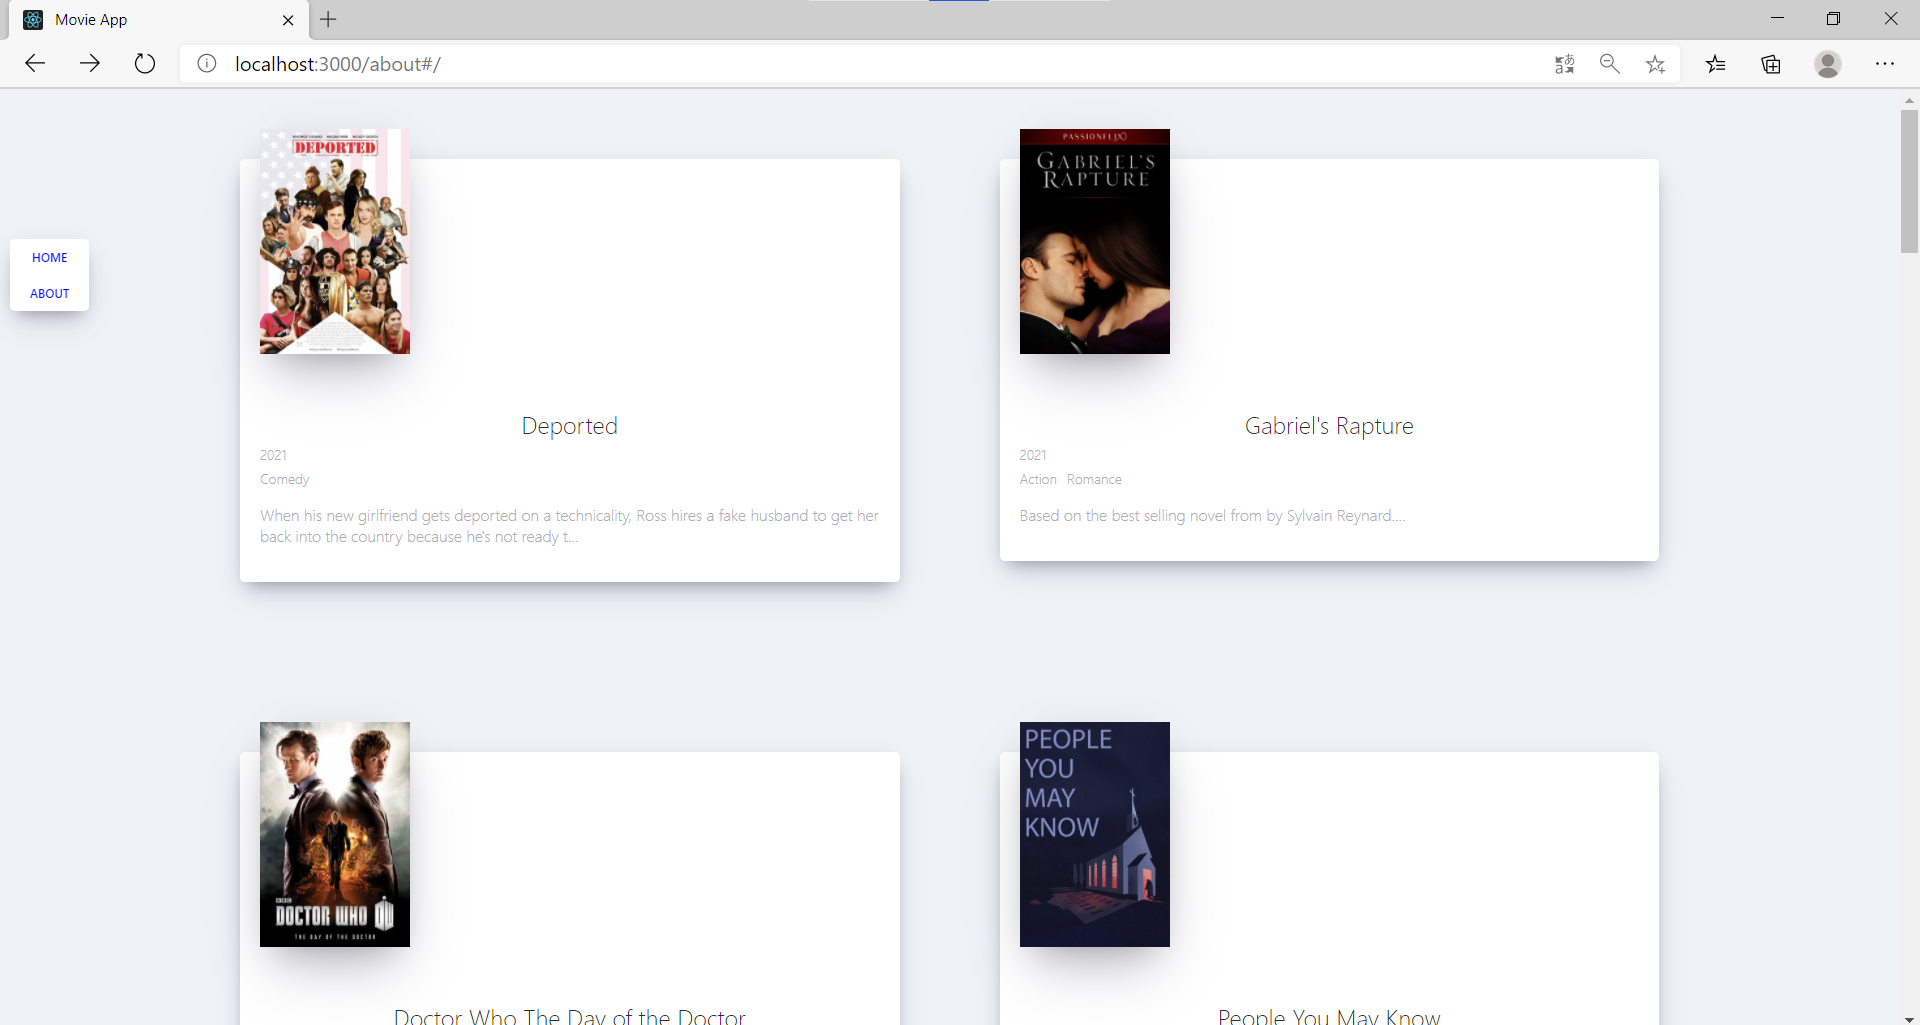 Movie App
localhost:3000/about#/
HOME
ABOUT
DEPORTED
Deported
2021
Comedy
When his new girlfriend gets deported on a technicality, Ross hires a fake husband to get her
back into the country because he's not ready t...
PASSIONFLIX
GABRIEL'S
RAPTURE
Gabriel's Rapture
2021
Action Romance
Based on the best selling novel from by Sylvain Reynard....
BBC
DOCTOR WHO DW
THE DAY OF THE DOCTOR
Doctor Who The Day of the Doctor
PEOPLE
YOU
MAY
KNOW
People You May Know